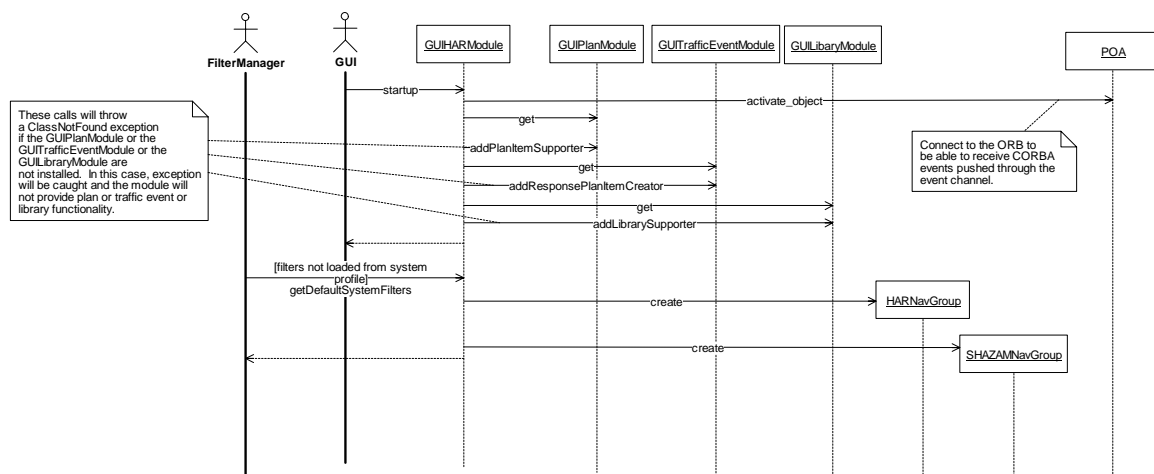 GUIHARModule
GUIPlanModule
GUITrafficEventModule
GUILibaryModule
POA
FilterManager
GUI
startup
activate_object
These calls will throw
a ClassNotFound exception
if the GUIPlanModule or the
GUITrafficEventModule or the
GUILibraryModule are
not installed. In this case, exception
will be caught and the module will
not provide plan or traffic event or
library functionality.
get
addPlanItemSupporter
get
addResponsePlanItemCreator
get
addLibrarySupporter
Connect to the ORB to
be able to receive CORBA
events pushed through the
event channel.
[filters not loaded from system
profile]
getDefaultSystemFilters
create
HARNavGroup
create
SHAZAMNavGroup